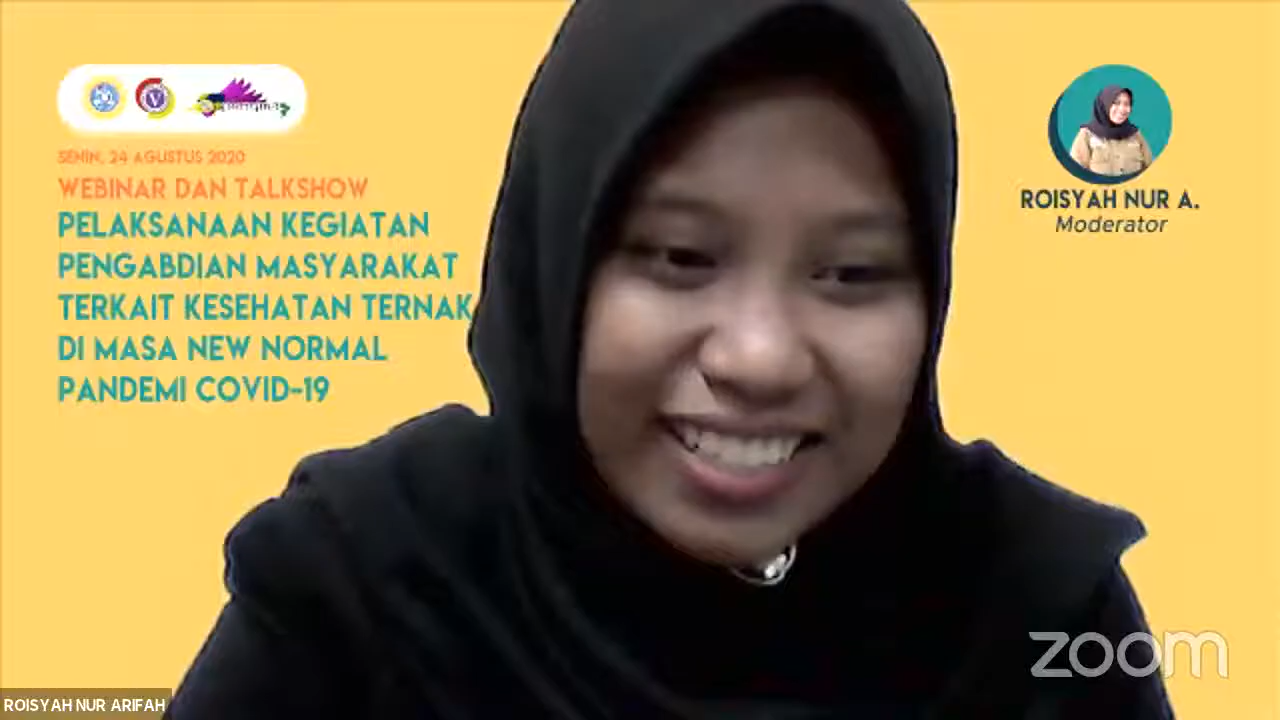 SENIN, 24 AGUSTUS 2020
WEBINAR DAN TALKSHOW
PELAKSANAAN KEGIATAN
PENGABDIAN MASYARAKAT
TERKAIT KESEHATAN TERNAK
DI MASA NEW NORMAL
PANDEMI COVID-19
ROISYAH NUR A.
Moderator
zoom
ROISYAH NUR ARIFAH